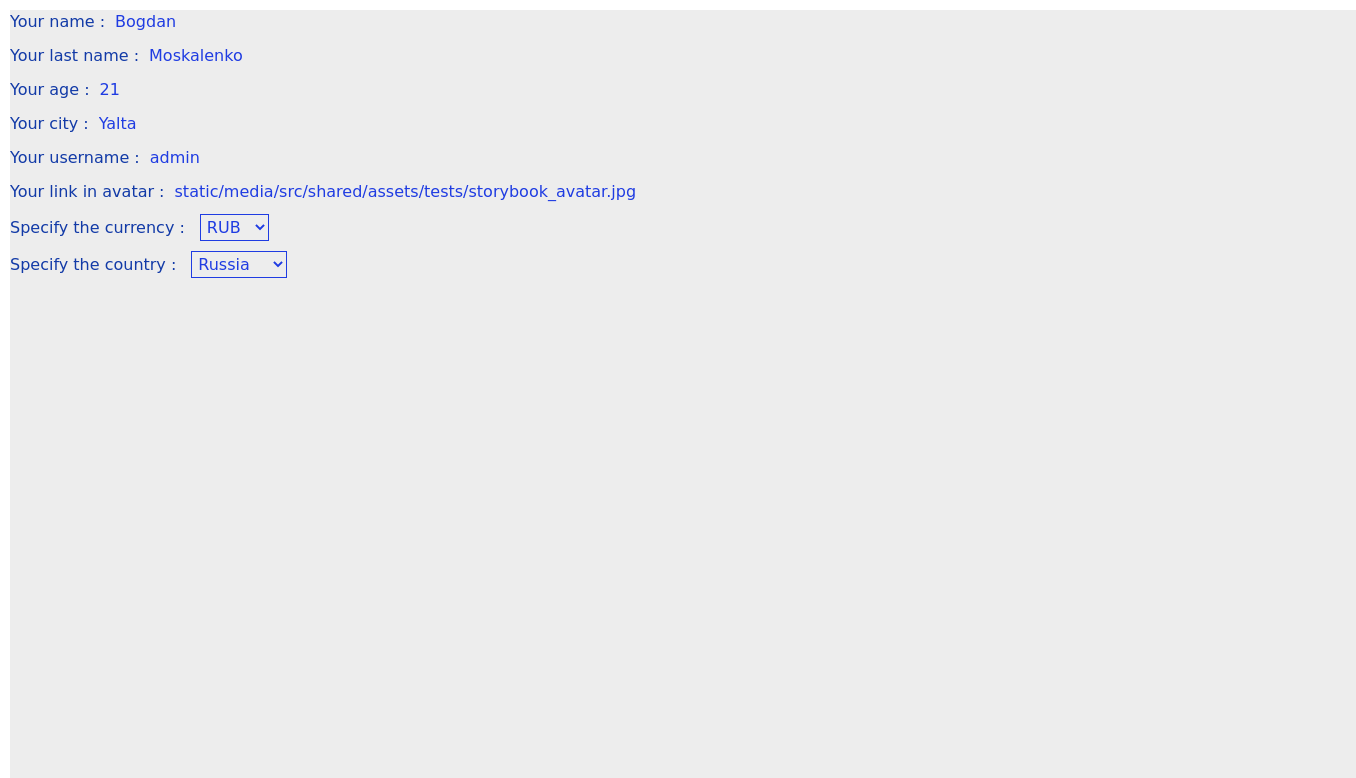 Your name : Bogdan
Your last name : Moskalenko
Your age : 21
Your city : Yalta
Your username : admin
Your link in avatar : static/media/src/shared/assets/tests/storybook_avatar.jpg
Specify the currency : RUB
Specify the country : Russia